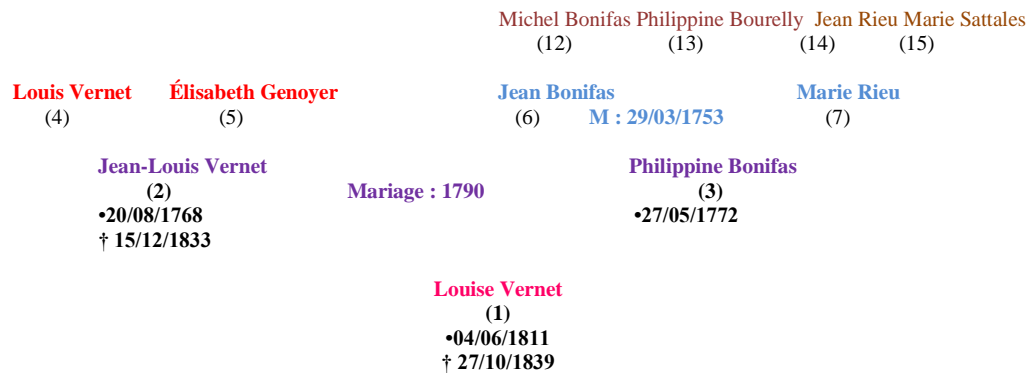 Michel Bonifas Philippine Bourelly Jean Rieu Marie Sattales
(12) (13) (14) (15)
Louis Vernet Élisabeth Genoyer Jean Bonifas Marie Rieu
(4) (5) (6) M : 29/03/1753 (7)
Jean-Louis Vernet Philippine Bonifas
(2) Mariage : 1790 (3)
•20/08/1768 •27/05/1772
† 15/12/1833
Louise Vernet
(1)
•04/06/1811
† 27/10/1839